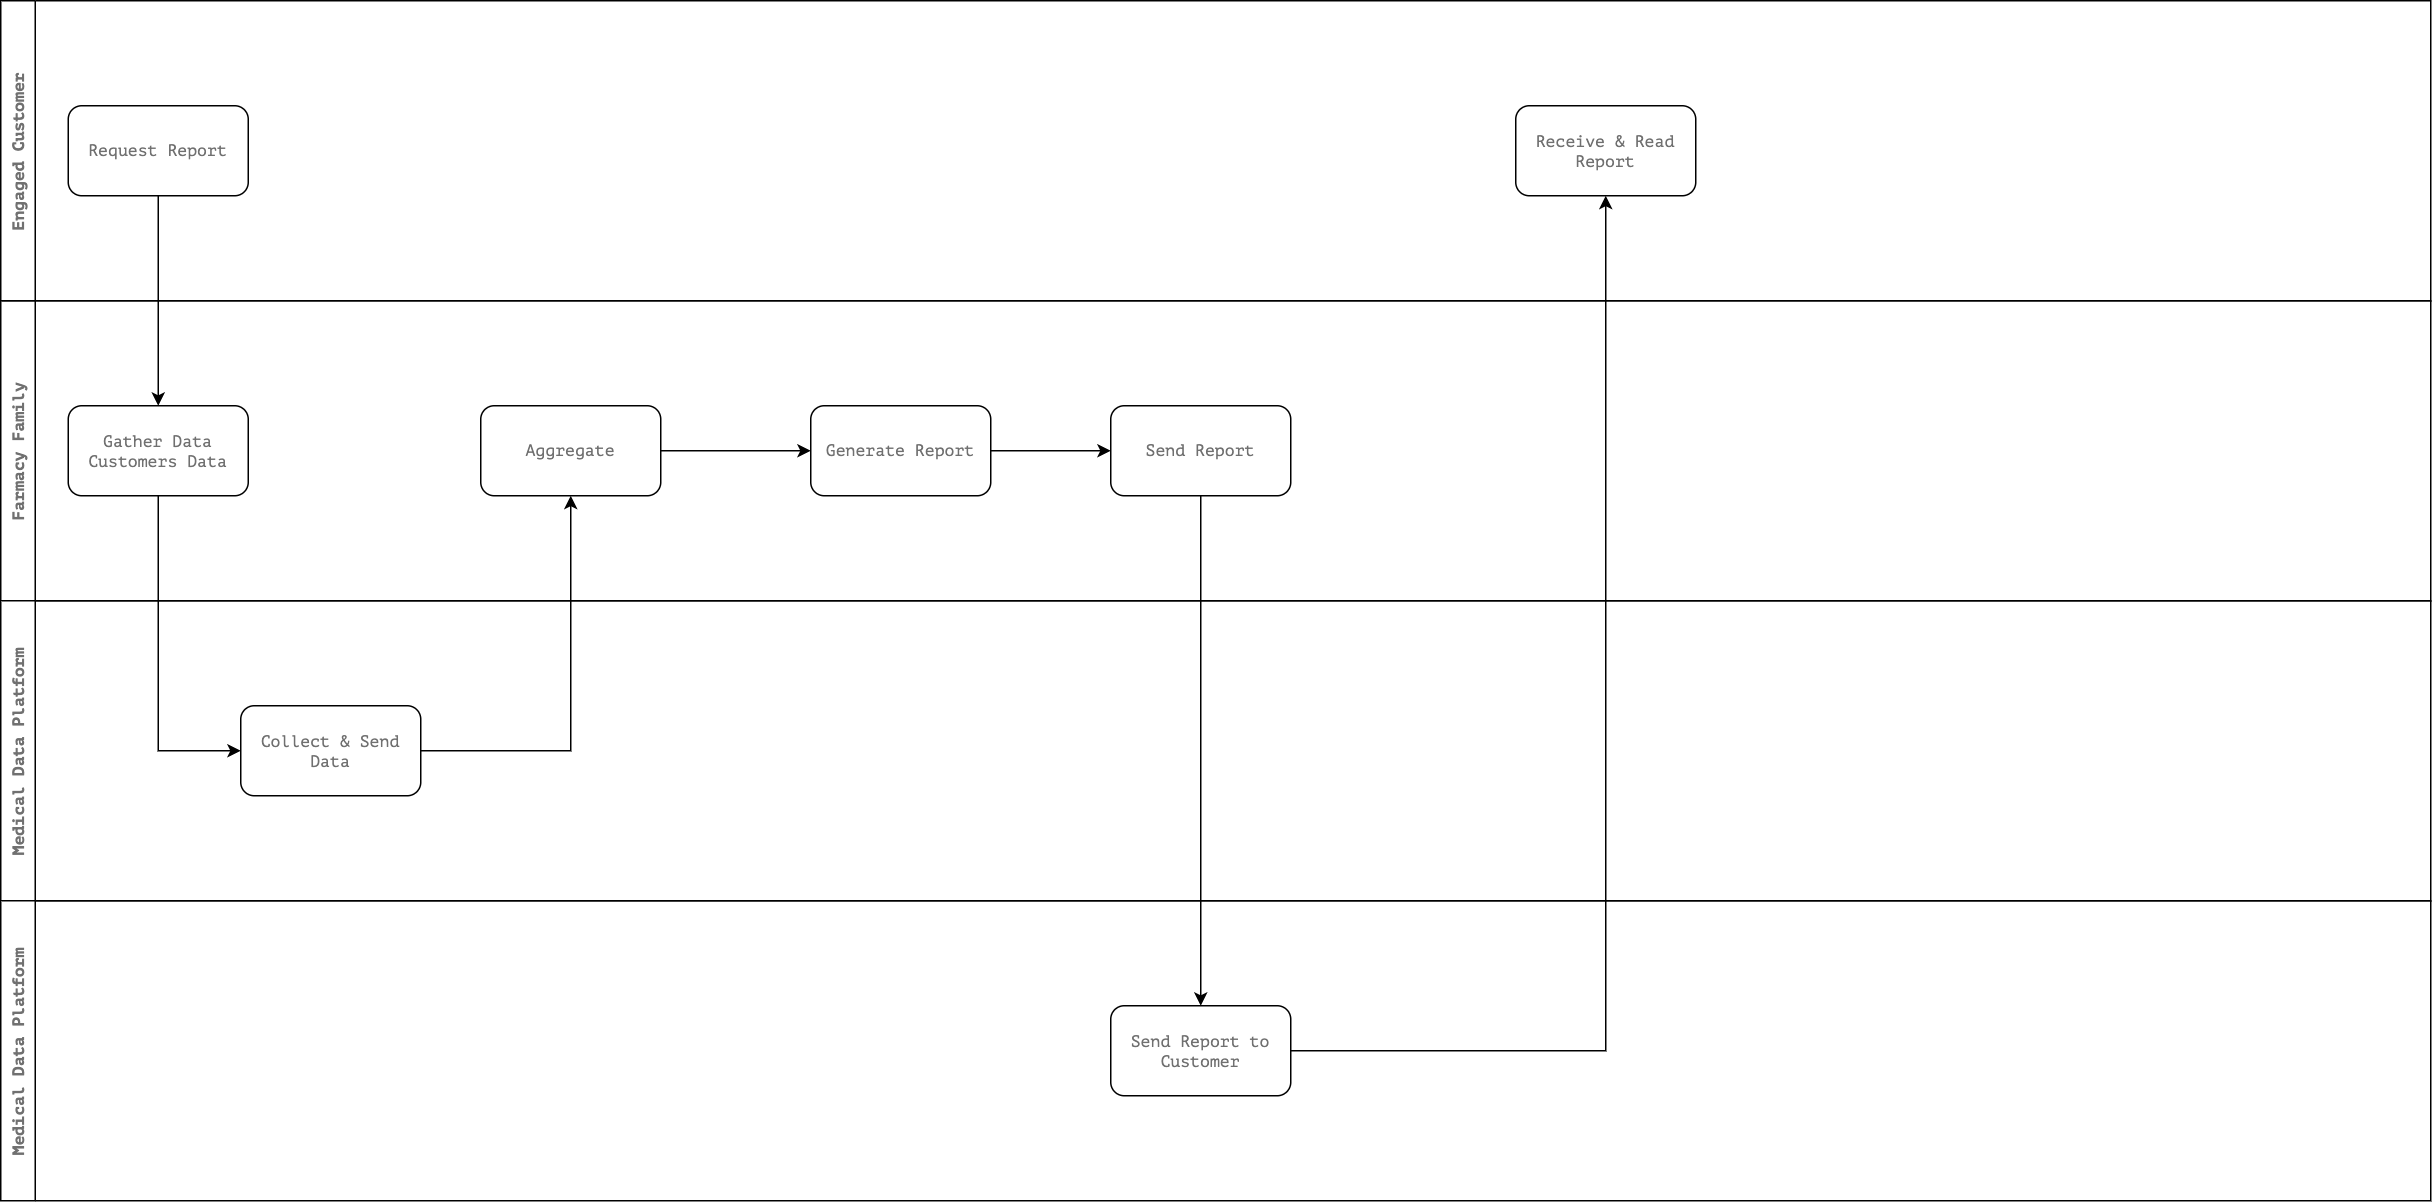 Engaged Customer
Request Report
Receive & Read
Report
Farmacy Family
Gather Data
Customers Data
Aggregate
Generate Report
Send Report
Medical Data Platform
Collect & Send
Data
Medical Data Platform
Send Report to
Customer